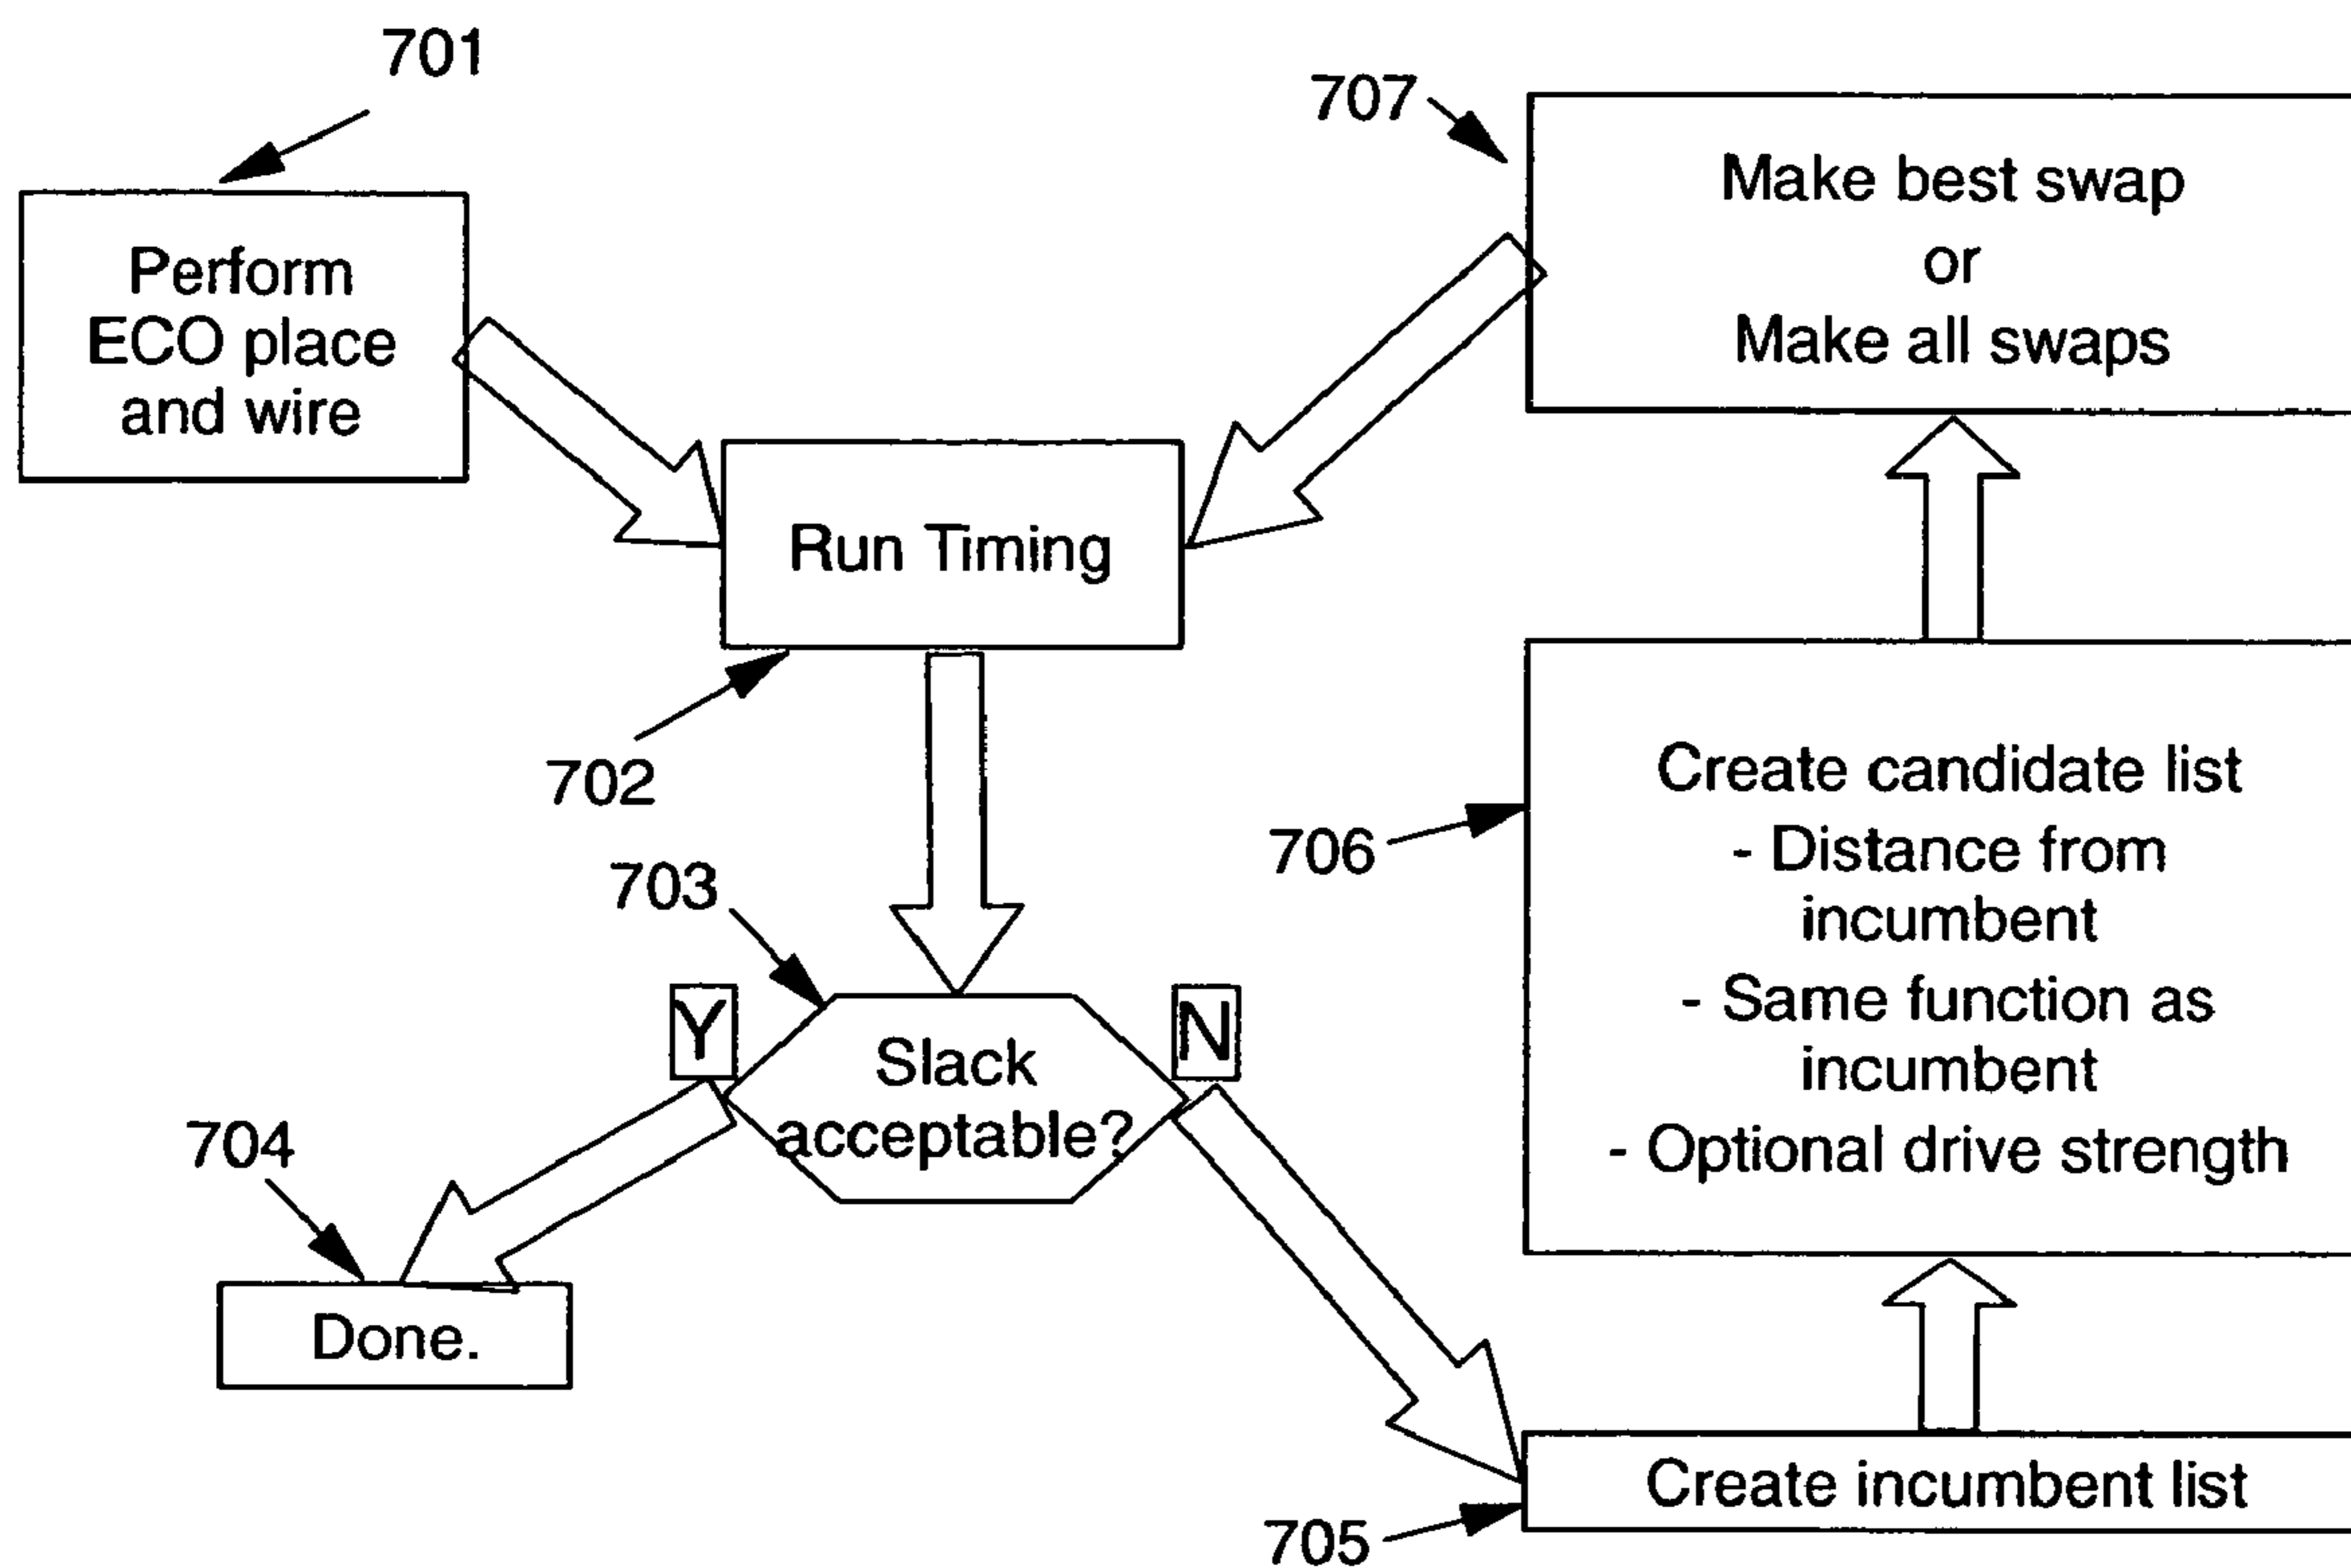 701
Perform
ECO place
and wire
707
Make best swap
or
Make all swaps
Run Timing
702
703
Y
N
Slack
acceptable?
704
Done.
706
Create candidate list
- Distance from
incumbent
- Same function as
incumbent
- Optional drive strength
Create incumbent list
705